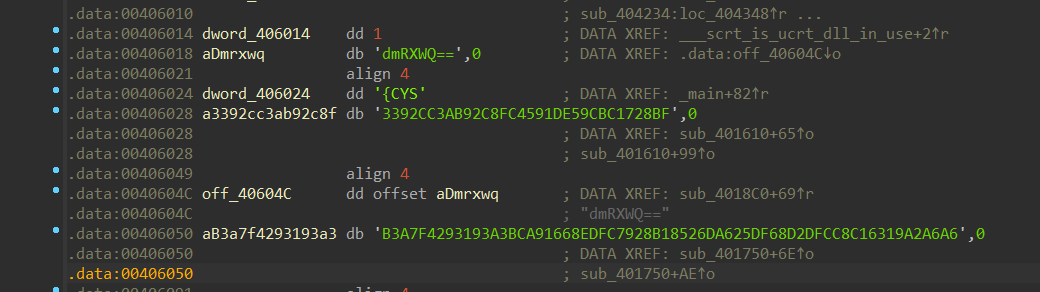 .data:00406010 ; sub_404234:loc_404348↑r ...
.data:00406014 dword_406014 dd 1 ; DATA XREF: ___scrt_is_ucrt_dll_in_use+2↑r
.data:00406018 aDmrxwq db 'dmRXWQ==',0 ; DATA XREF: .data:off_40604C↓o
.data:00406021 align 4
.data:00406024 dword_406024 dd '{CYS' ; DATA XREF: _main+82↑r
.data:00406028 a3392cc3ab92c8f db '3392CC3AB92C8FC4591DE59CBC1728BF',0
.data:00406028 ; DATA XREF: sub_401610+65↑o
.data:00406028 ; sub_401610+99↑o
.data:00406049 align 4
.data:0040604C off_40604C dd offset aDmrxwq ; DATA XREF: sub_4018C0+69↑r
.data:0040604C ; "dmRXWQ=="
.data:00406050 aB3a7f4293193a3 db 'B3A7F4293193A3BCA91668EDFC7928B18526DA625DF68D2DFCC8C16319A2A6A6',0
.data:00406050 ; DATA XREF: sub_401750+6E↑o
.data:00406050 ; sub_401750+AE↑o